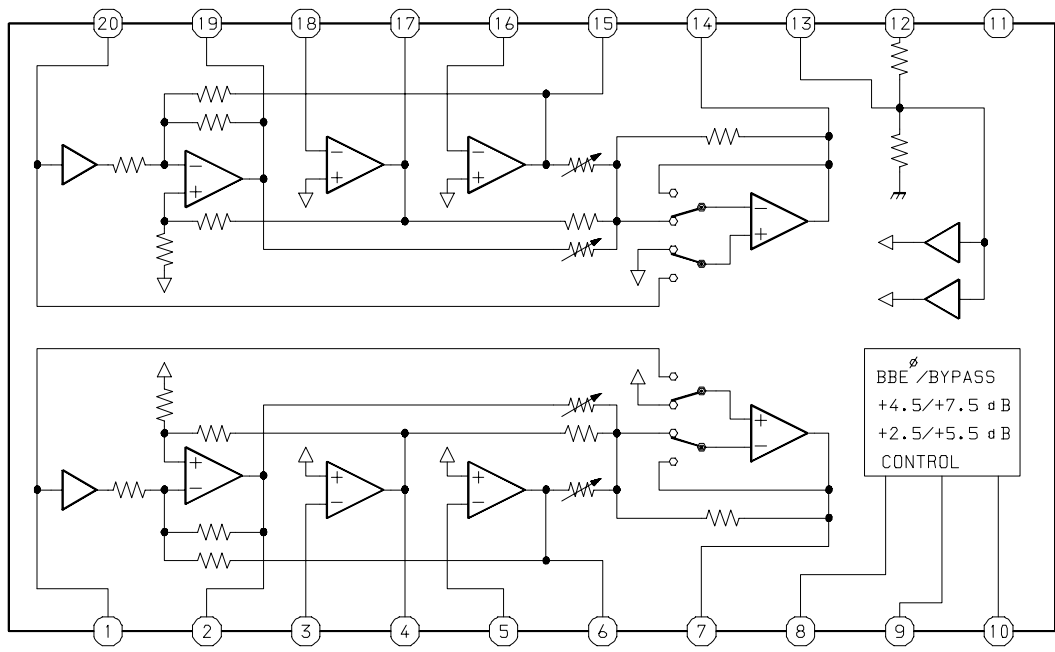 20 19 18 17 16 15 14 13 12 11
− + − + − +
− +
BBE ø/BYPASS
+4.5/+7.5 dB
+2.5/+5.5 dB
CONTROL
+ −
+ − + − + −
1 2 3 4 5 6 7 8 9 10